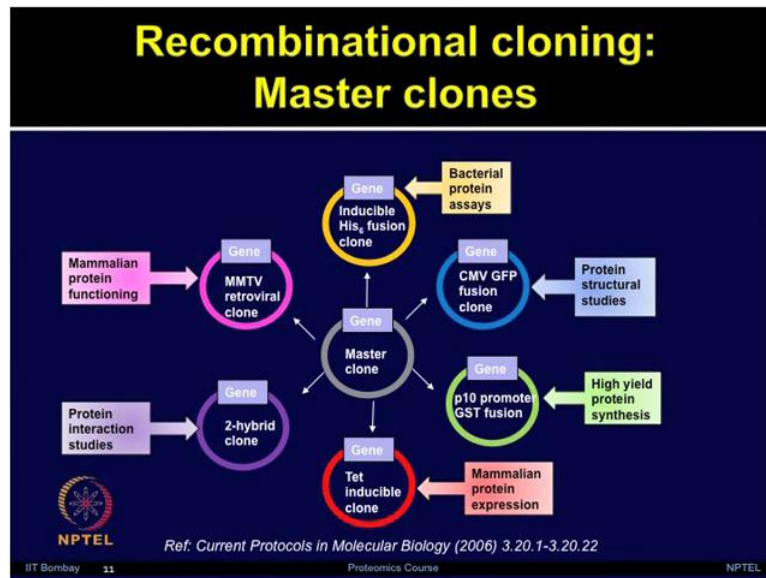 Recombinational cloning:
Master clones
Gene
Inducible
His₆ fusion
clone
Bacterial
protein
assays
Mammalian
protein
functioning
Gene
MMTV
retroviral
clone
Gene
CMV GFP
fusion
clone
Protein
structural
studies
Gene
Master
clone
Protein
interaction
studies
Gene
2-hybrid
clone
Gene
p10 promoter
GST fusion
High yield
protein
synthesis
Gene
Tet
inducible
clone
Mammalian
protein
expression
NPTEL
Ref: Current Protocols in Molecular Biology (2006) 3.20.1-3.20.22
IIT Bombay 11 Proteomics Course NPTEL